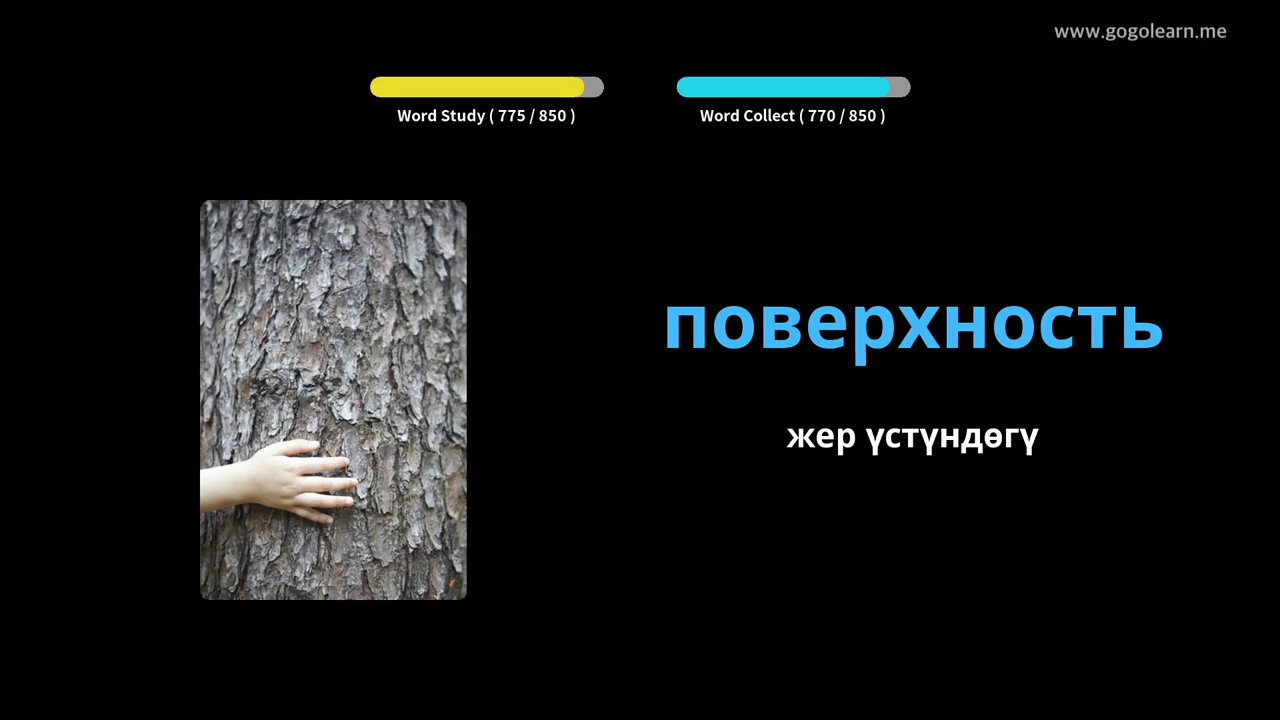 www.gogolearn.me
Word Study ( 775 / 850 )
Word Collect ( 770 / 850 )
поверхность
жер үстүндөгү